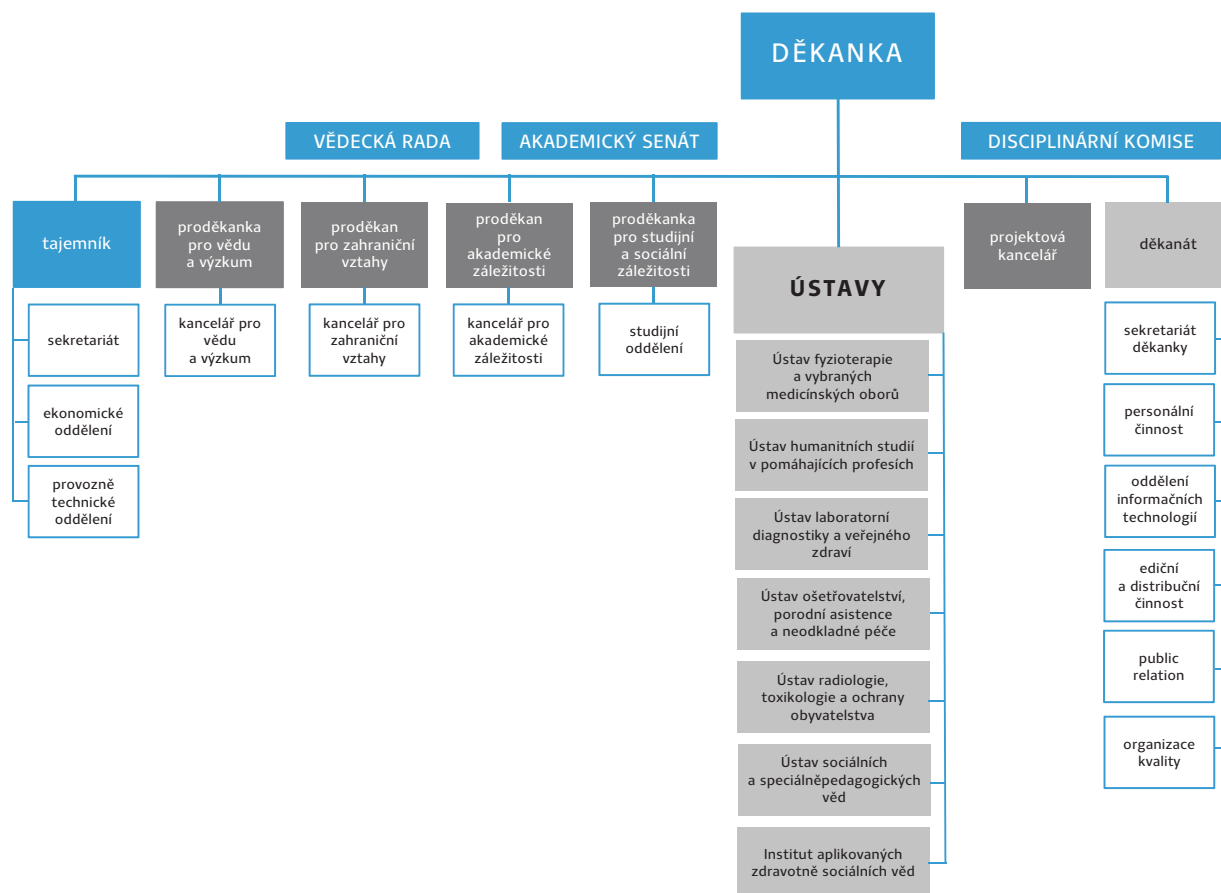 DĚKANKA
VĚDECKÁ RADA
AKADEMICKÝ SENÁT
DISCIPLINÁRNÍ KOMISE
tajemník
sekretariát
ekonomické
oddělení
provozně
technické
oddělení
proděkanka
pro vědu
a výzkum
kancelář pro
vědu
a výzkum
proděkan
pro zahraniční
vztahy
kancelář pro
zahraniční
vztahy
proděkan
pro
akademické
záležitosti
kancelář pro
akademické
záležitosti
proděkanka
pro studijní
a sociální
záležitosti
studijní
oddělení
ÚSTAVY
Ústav fyzioterapie
a vybraných
medicínských oborů
Ústav humanitních studií
v pomáhajících profesích
Ústav laboratorní
diagnostiky a veřejného
zdraví
Ústav ošetřovatelství,
porodní asistence
a neodkladné péče
Ústav radiologie,
toxikologie a ochrany
obyvatelstva
Ústav sociálních
a speciálněpedagogických
věd
Institut aplikovaných
zdravotně sociálních věd
projektová
kancelář
děkanát
sekretariát
děkanky
personální
činnost
oddělení
informačních
technologií
ediční
a distribuční
činnost
public
relation
organizace
kvality